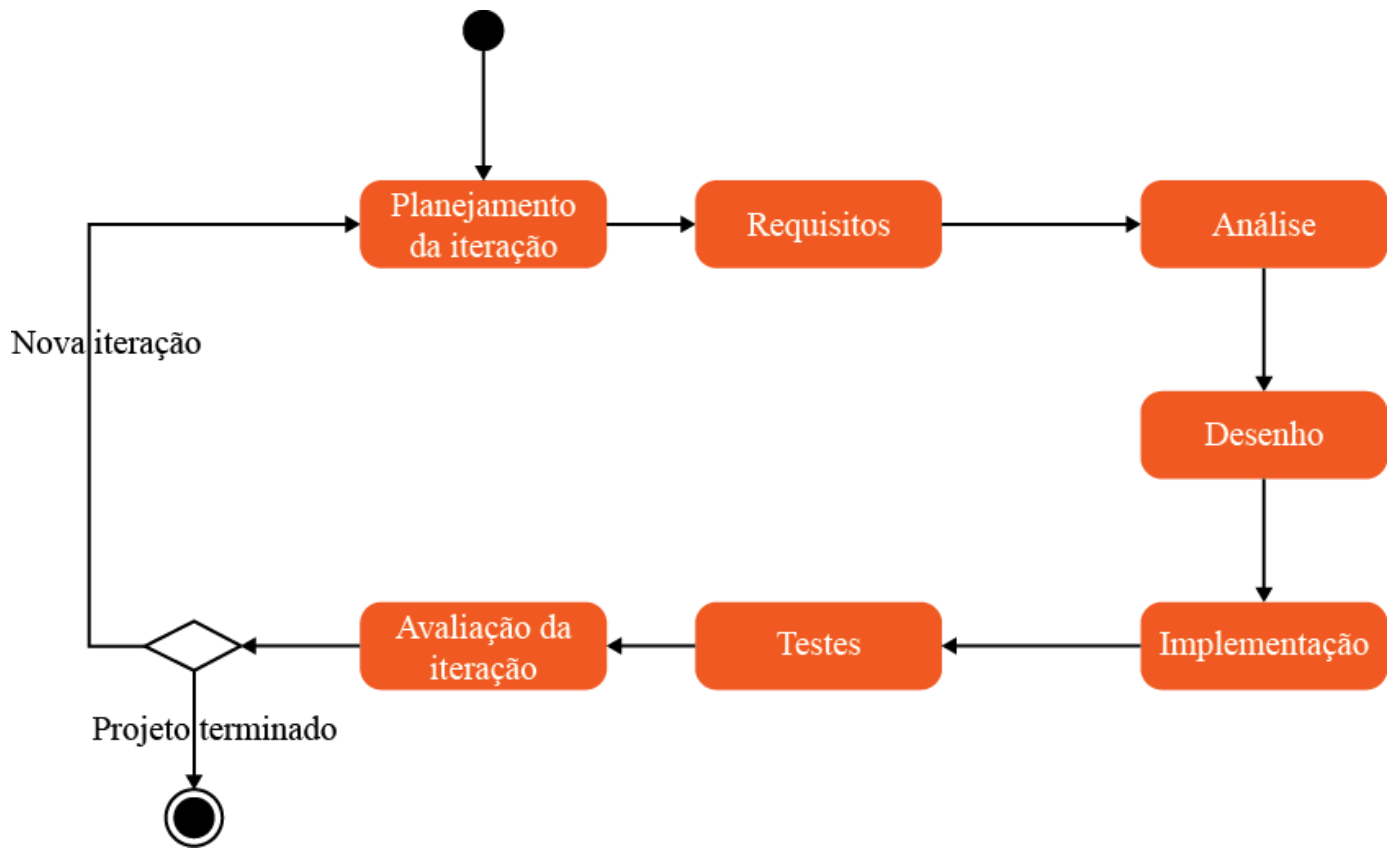 Planejamento
da iteração
Requisitos
Análise
Nova iteração
Desenho
Avaliação da
iteração
Testes
Implementação
Projeto terminado